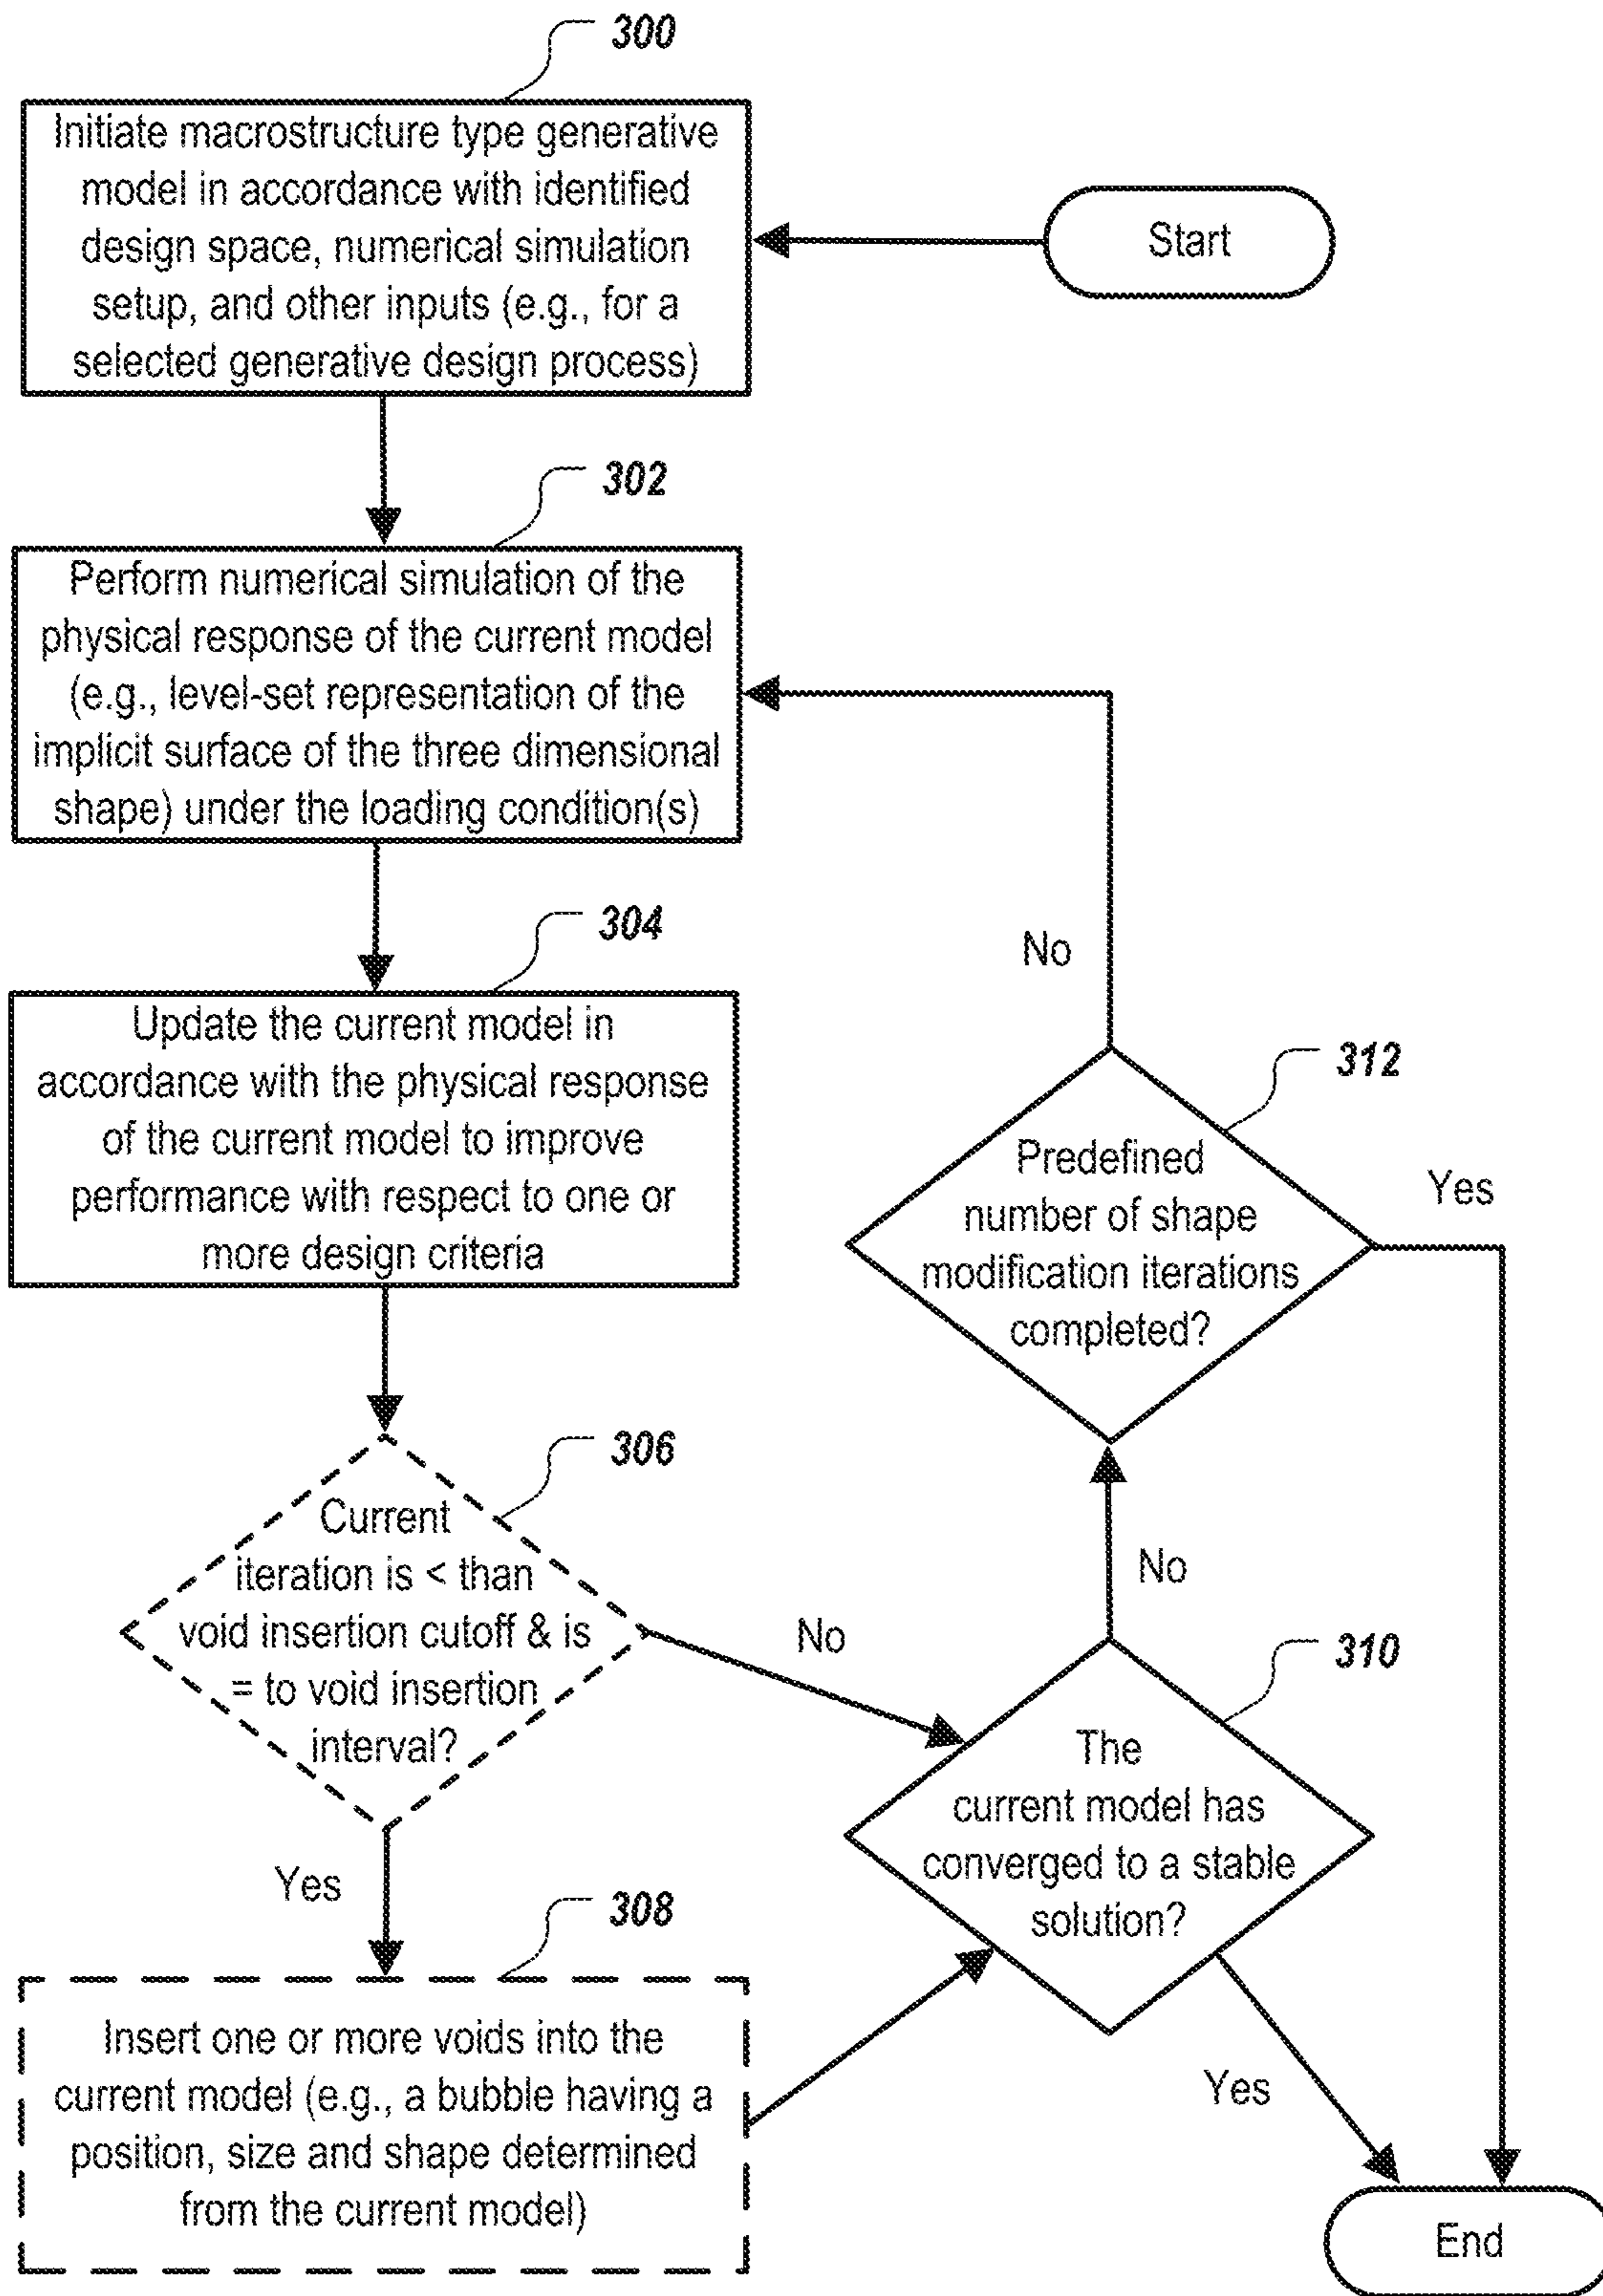 300
Initiate macrostructure type generative
model in accordance with identified
design space, numerical simulation
setup, and other inputs (e.g., for a
selected generative design process)
Start
302
Perform numerical simulation of the
physical response of the current model
(e.g., level-set representation of the
implicit surface of the three dimensional
shape) under the loading condition(s)
304
Update the current model in
accordance with the physical response
of the current model to improve
performance with respect to one or
more design criteria
No
312
Predefined
number of shape
modification iterations
completed?
Yes
306
Current
iteration is < than
void insertion cutoff & is
= to void insertion
interval?
No
No
310
The
current model has
converged to a stable
solution?
Yes
308
Insert one or more voids into the
current model (e.g., a bubble having a
position, size and shape determined
from the current model)
Yes
End